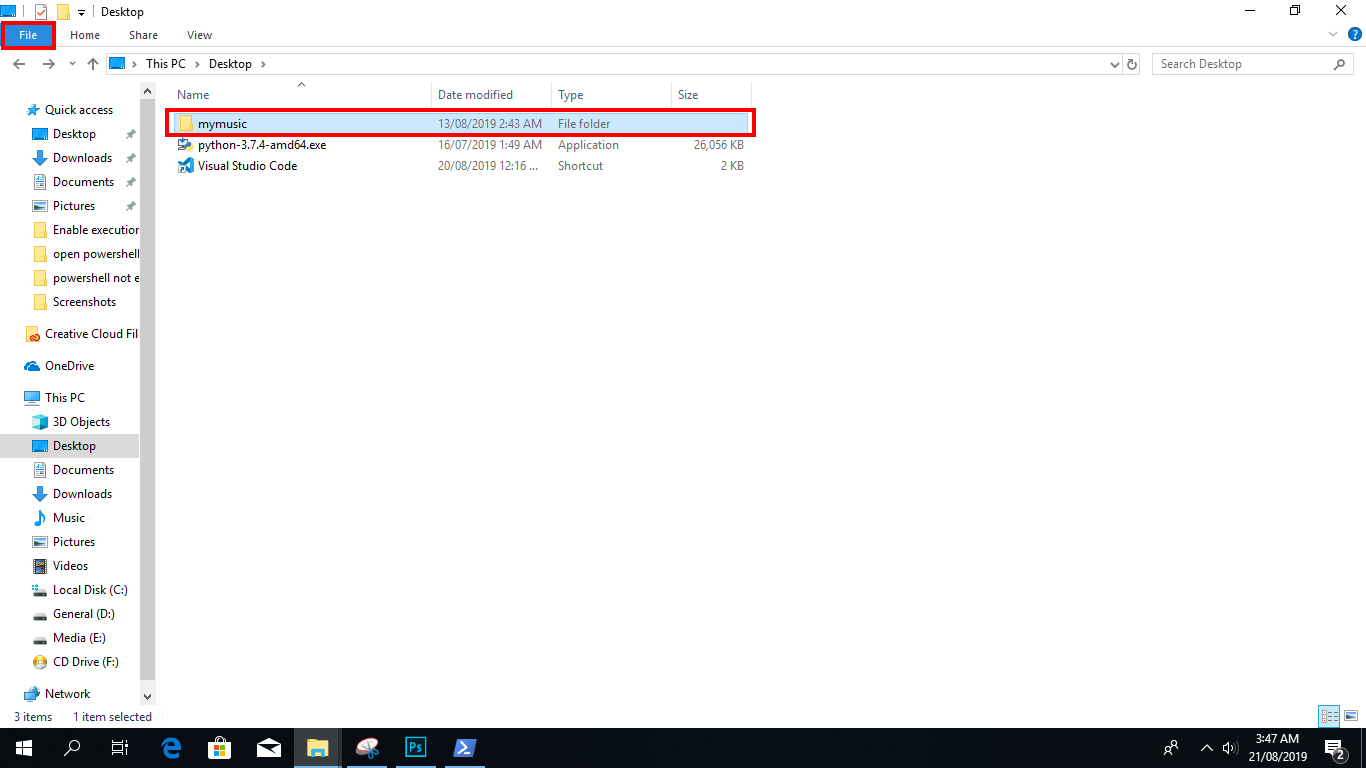 Desktop
File Home Share View
This PC > Desktop >
Search Desktop
Name Date modified Type Size
mymusic 13/08/2019 2:43 AM File folder
python-3.7.4-amd64.exe 16/07/2019 1:49 AM Application 26,056 KB
Visual Studio Code 20/08/2019 12:16 ... Shortcut 2 KB
Quick access
Desktop
Downloads
Documents
Pictures
Enable execution
open powershell
powershell not e
Screenshots
Creative Cloud Fil
OneDrive
This PC
3D Objects
Desktop
Documents
Downloads
Music
Pictures
Videos
Local Disk (C:)
General (D:)
Media (E:)
CD Drive (F:)
Network
3 items 1 item selected
Ps
3:47 AM
21/08/2019
2